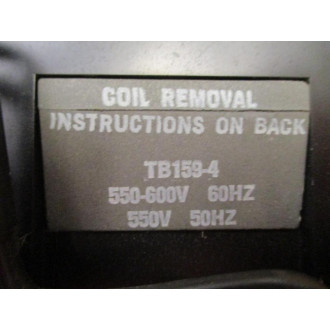 COIL REMOVAL
INSTRUCTIONS ON BACK
TB159-4
550-600V 60HZ
550V 50HZ